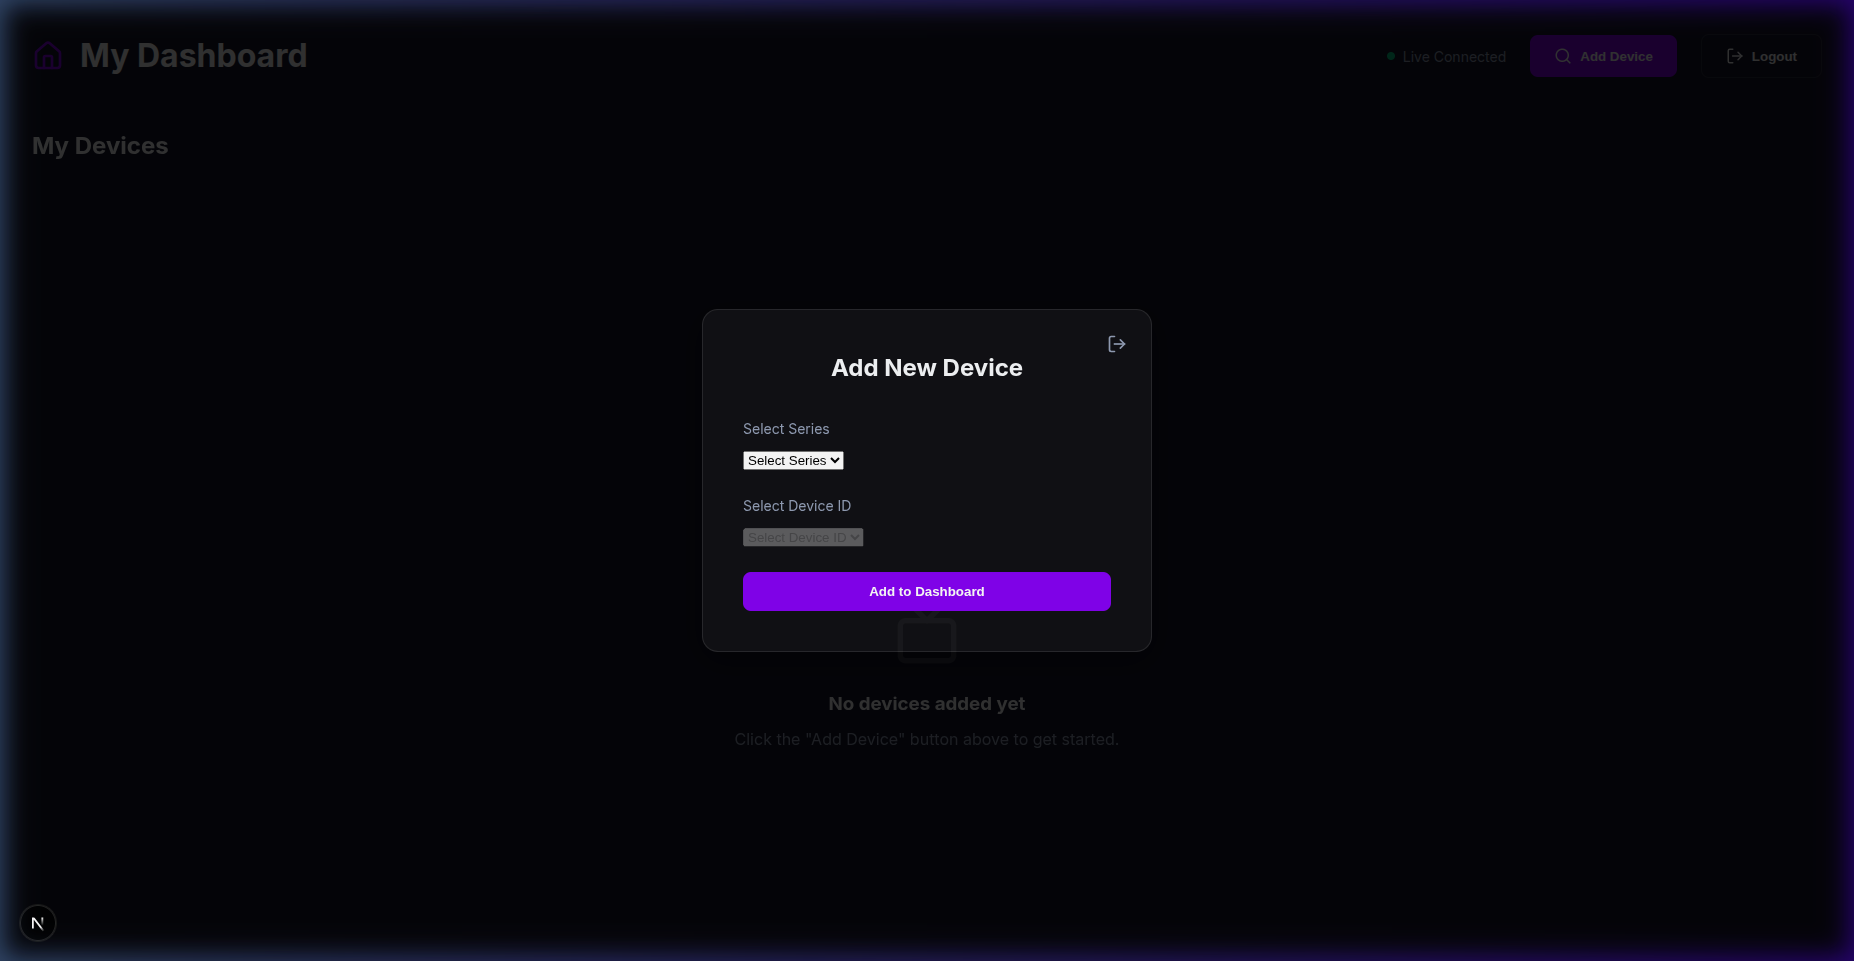 My Dashboard
Live Connected
Add Device
Logout
My Devices
Add New Device
Select Series
Select Series
Select Device ID
Select Device ID
Add to Dashboard
No devices added yet
Click the "Add Device" button above to get started.
N